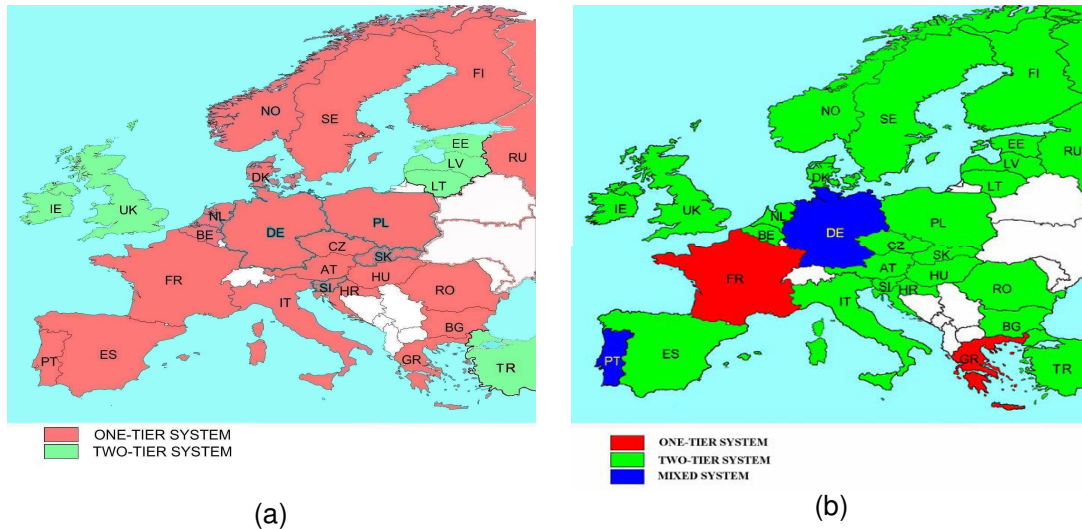 FI
NO
SE
RU
EE
LV
LT
DK
IE
UK
NL
BE
DE
PL
CZ
SK
FR
AT
HU
SI
HR
RO
IT
BG
PT
ES
GR
TR
ONE-TIER SYSTEM
TWO-TIER SYSTEM
(a)
FI
NO
SE
EE
RU
LV
LT
DK
IE
UK
NL
BE
DE
PL
CZ
SK
FR
AT
HU
SI
HR
RO
IT
BG
PT
ES
GR
TR
ONE-TIER SYSTEM
TWO-TIER SYSTEM
MIXED SYSTEM
(b)